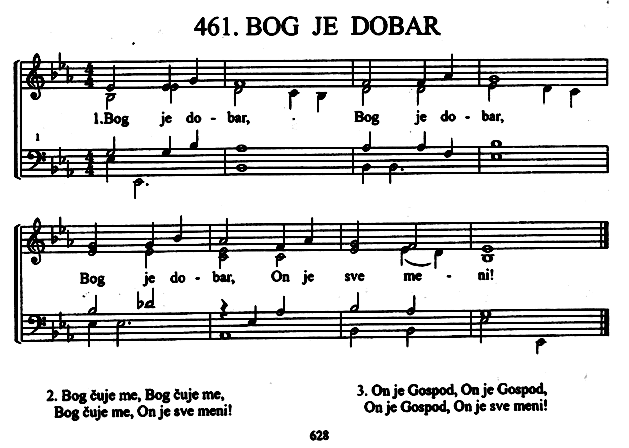 461. BOG JE DOBAR
1.Bog je do - bar, - Bog je do - bar,
1
Bog je do - bar, On je sve me - ni!
2. Bog čuje me, Bog čuje me,
Bog čuje me, On je sve meni!
3. On je Gospod, On je Gospod,
On je Gospod, On je sve meni!
628